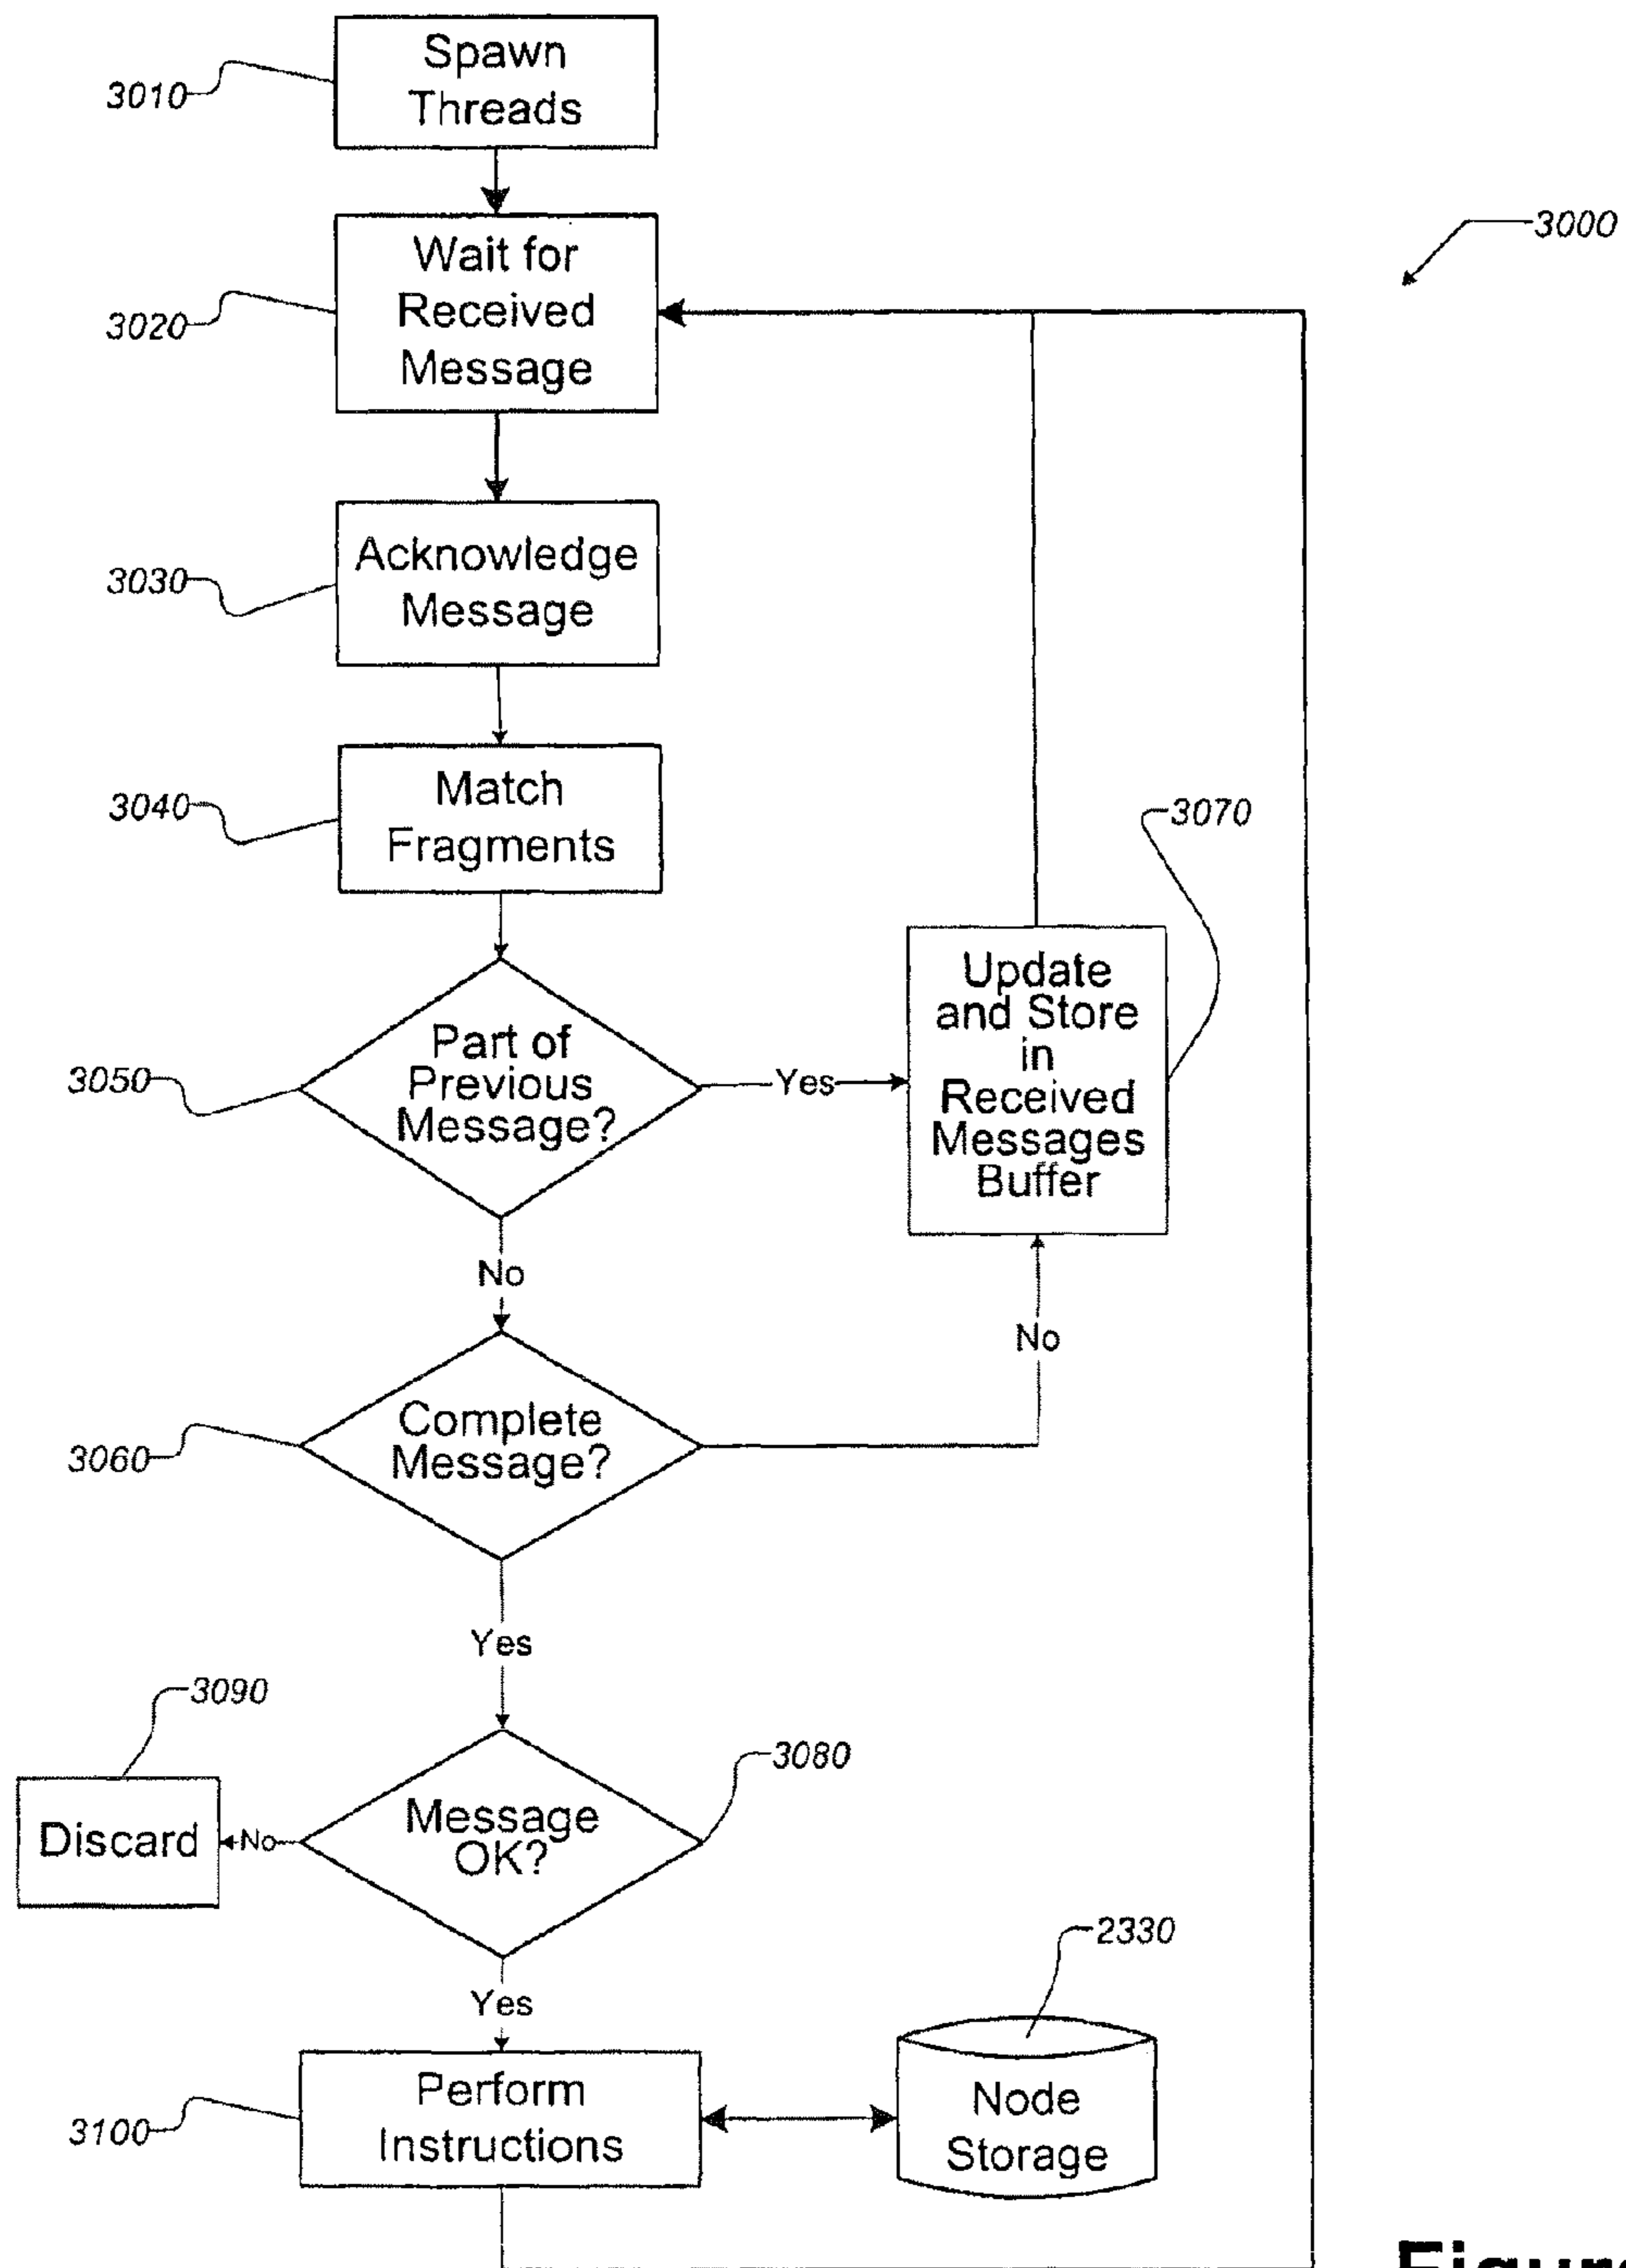 Spawn
Threads
3010
3000
Wait for
Received
Message
3020
Acknowledge
Message
3030
Match
Fragments
3040
3070
Update
and Store
in
Received
Messages
Buffer
Part of
Previous
Message?
3050
Yes
No
No
Complete
Message?
3060
Yes
3090
3080
Message
OK?
Discard
No
2330
Yes
Perform
Instructions
3100
Node
Storage